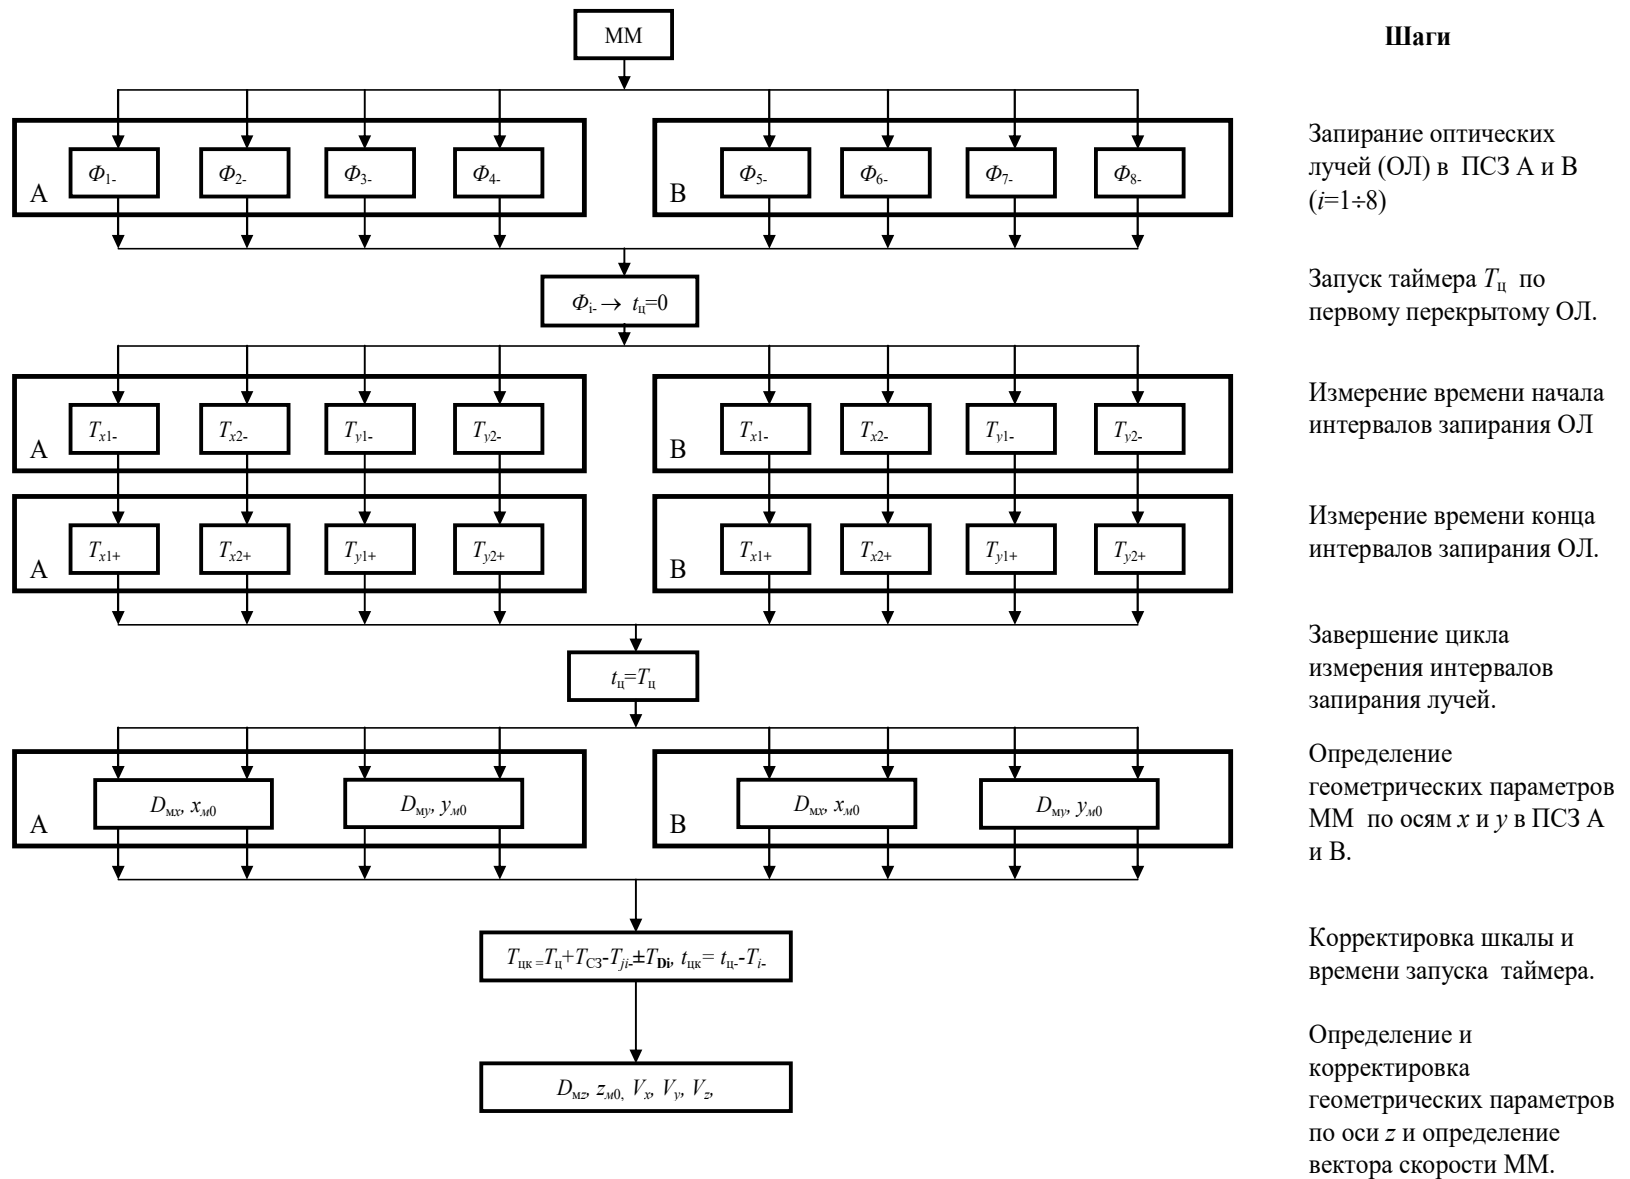 ММ
Шаги
Запирание оптических
лучей (ОЛ) в ПСЗ А и В
(i=1÷8)
А
Ф1-
Ф2-
Ф3-
Ф4-
В
Ф5-
Ф6-
Ф7-
Ф8-
Фi-→ tц=0
Запуск таймера Tц по
первому перекрытому ОЛ.
А
Tx1-
Tx2-
Ty1-
Ty2-
В
Tx1-
Tx2-
Ty1-
Ty2-
Измерение времени начала
интервалов запирания ОЛ
А
Tx1+
Tx2+
Ty1+
Ty2+
В
Tx1+
Tx2+
Ty1+
Ty2+
Измерение времени конца
интервалов запирания ОЛ.
tц=Tц
Завершение цикла
измерения интервалов
запирания лучей.
А
Dмx, xм0
Dмy, yм0
В
Dмx, xм0
Dмy, yм0
Определение
геометрических параметров
ММ по осям x и y в ПСЗ А
и В.
Tцк =Tц+TСЗ-Tji-±TDi, tцк= tц--Ti-
Корректировка шкалы и
времени запуска таймера.
Dмz, zм0, Vx, Vy, Vz,
Определение и
корректировка
геометрических параметров
по оси z и определение
вектора скорости ММ.